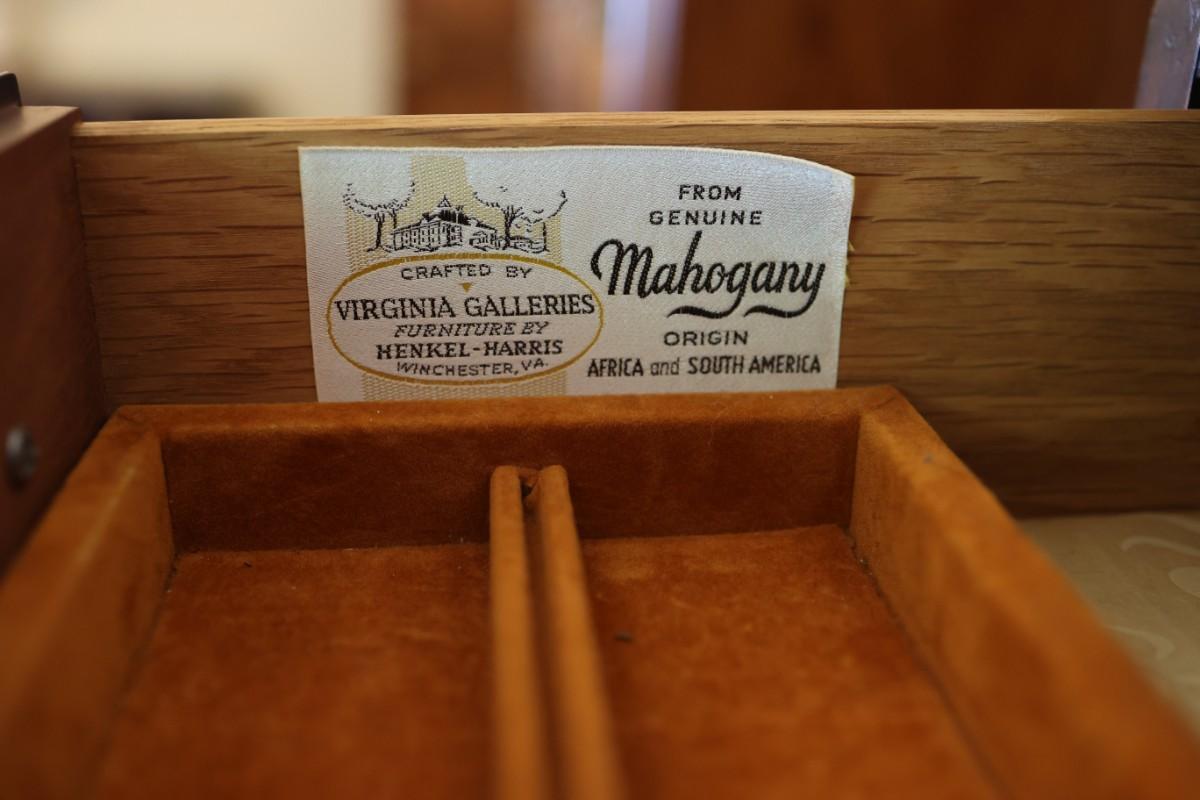 CRAFTED BY
VIRGINIA GALLERIES
FURNITURE BY
HENKEL-HARRIS
WINCHESTER, VA.
FROM
GENUINE
Mahogany
ORIGIN
AFRICA and SOUTH AMERICA